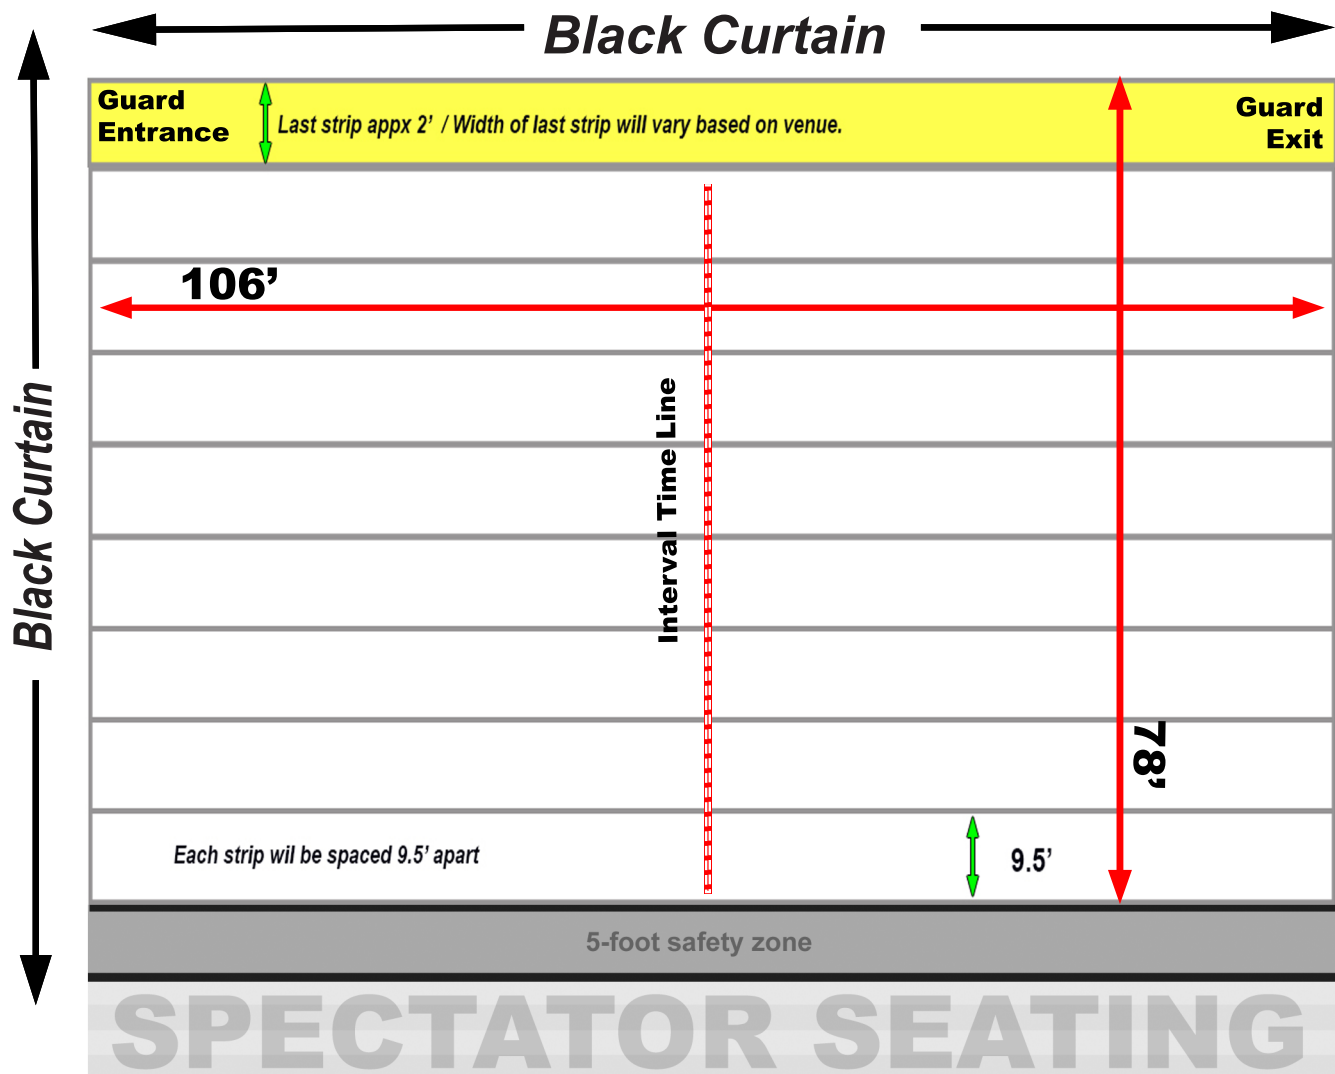 Black Curtain
Guard
Entrance
Last strip appx 2’ / Width of last strip will vary based on venue.
Guard
Exit
106’
Black Curtain
Interval Time Line
78’
Each strip wil be spaced 9.5’ apart
9.5’
5-foot safety zone
SPECTATOR SEATING